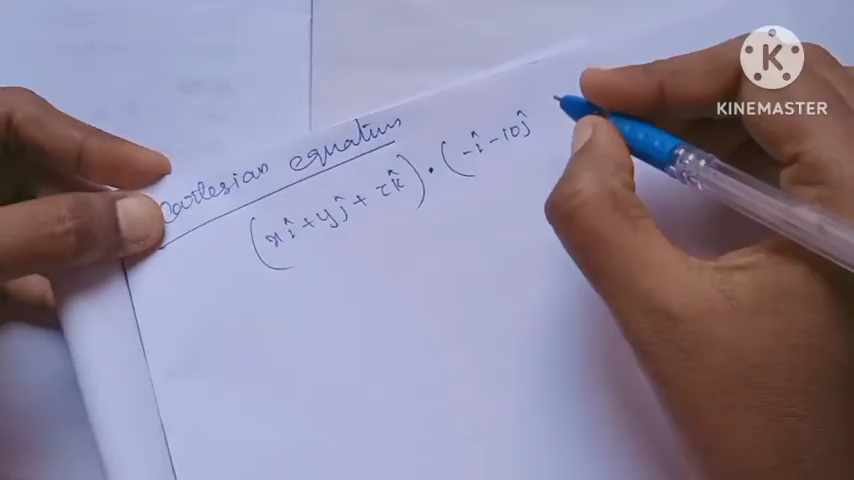 Cartesian equation
(xî + yĵ + zk̂) · (-î - 10ĵ
K
KINEMASTER